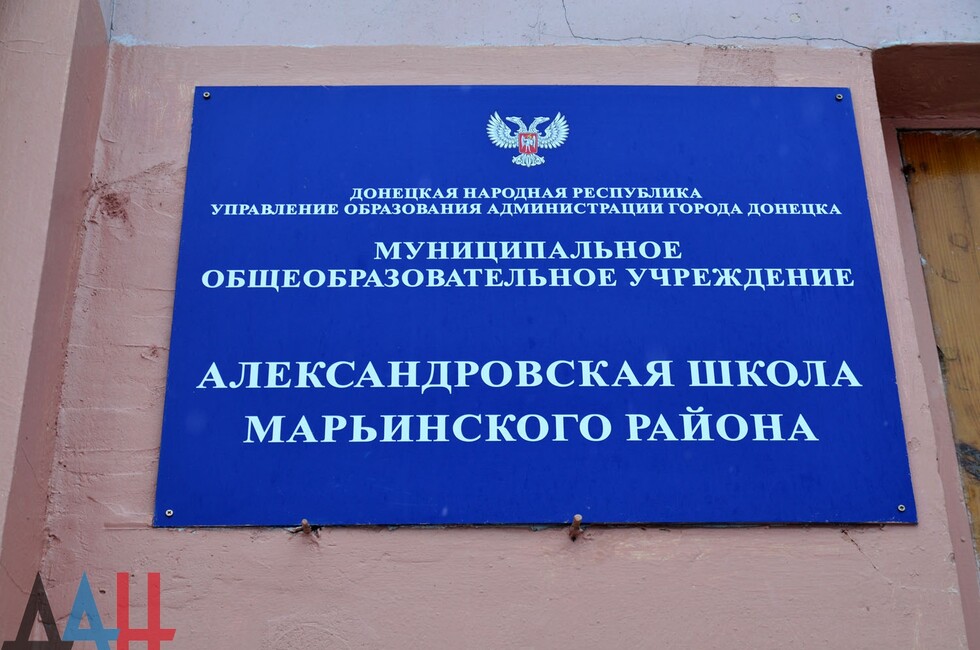 ДОНЕЦКАЯ НАРОДНАЯ РЕСПУБЛИКА
УПРАВЛЕНИЕ ОБРАЗОВАНИЯ АДМИНИСТРАЦИИ ГОРОДА ДОНЕЦКА
МУНИЦИПАЛЬНОЕ
ОБЩЕОБРАЗОВАТЕЛЬНОЕ УЧРЕЖДЕНИЕ
АЛЕКСАНДРОВСКАЯ ШКОЛА
МАРЬИНСКОГО РАЙОНА
ДАН